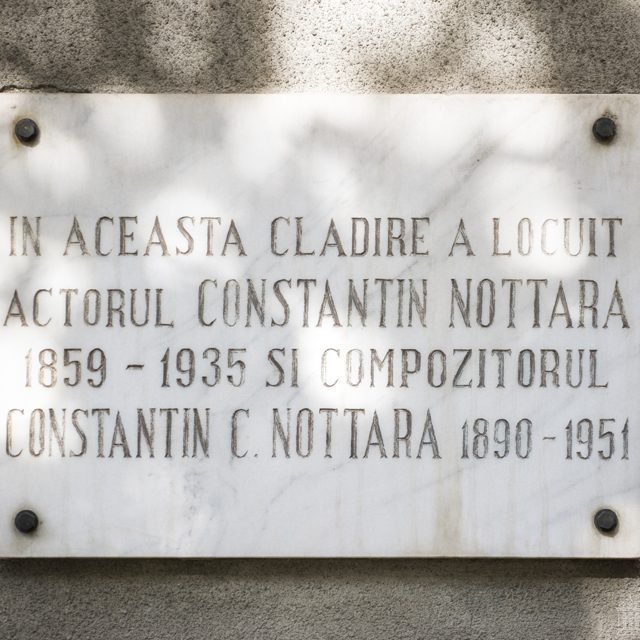 IN ACEASTA CLADIRE A LOCUIT
ACTORUL CONSTANTIN NOTTARA
1859 - 1935 SI COMPOZITORUL
CONSTANTIN C. NOTTARA 1890 - 1951